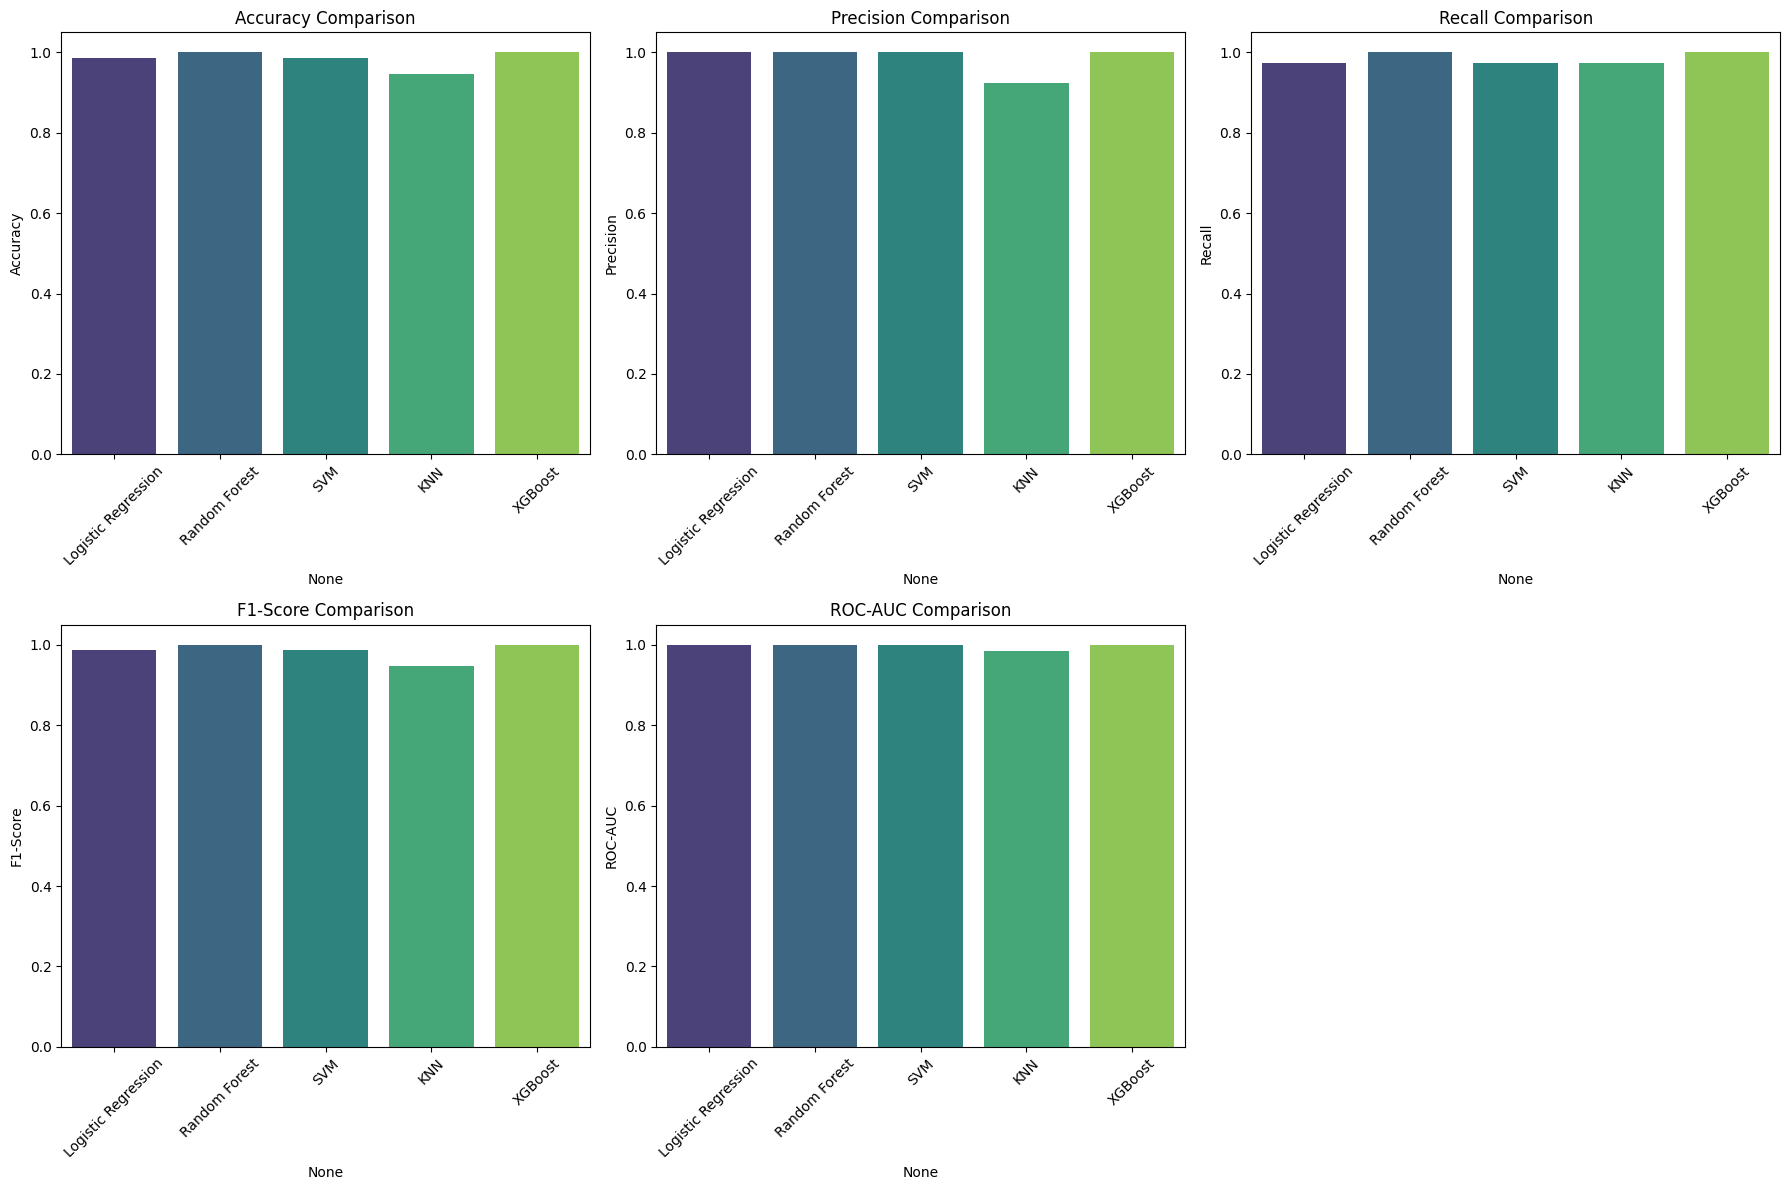 Accuracy Comparison
Accuracy
1.0
0.8
0.6
0.4
0.2
0.0
Logistic Regression
Random Forest
SVM
KNN
XGBoost
None
Precision Comparison
Precision
1.0
0.8
0.6
0.4
0.2
0.0
Logistic Regression
Random Forest
SVM
KNN
XGBoost
None
Recall Comparison
Recall
1.0
0.8
0.6
0.4
0.2
0.0
Logistic Regression
Random Forest
SVM
KNN
XGBoost
None
F1-Score Comparison
F1-Score
1.0
0.8
0.6
0.4
0.2
0.0
Logistic Regression
Random Forest
SVM
KNN
XGBoost
None
ROC-AUC Comparison
ROC-AUC
1.0
0.8
0.6
0.4
0.2
0.0
Logistic Regression
Random Forest
SVM
KNN
XGBoost
None